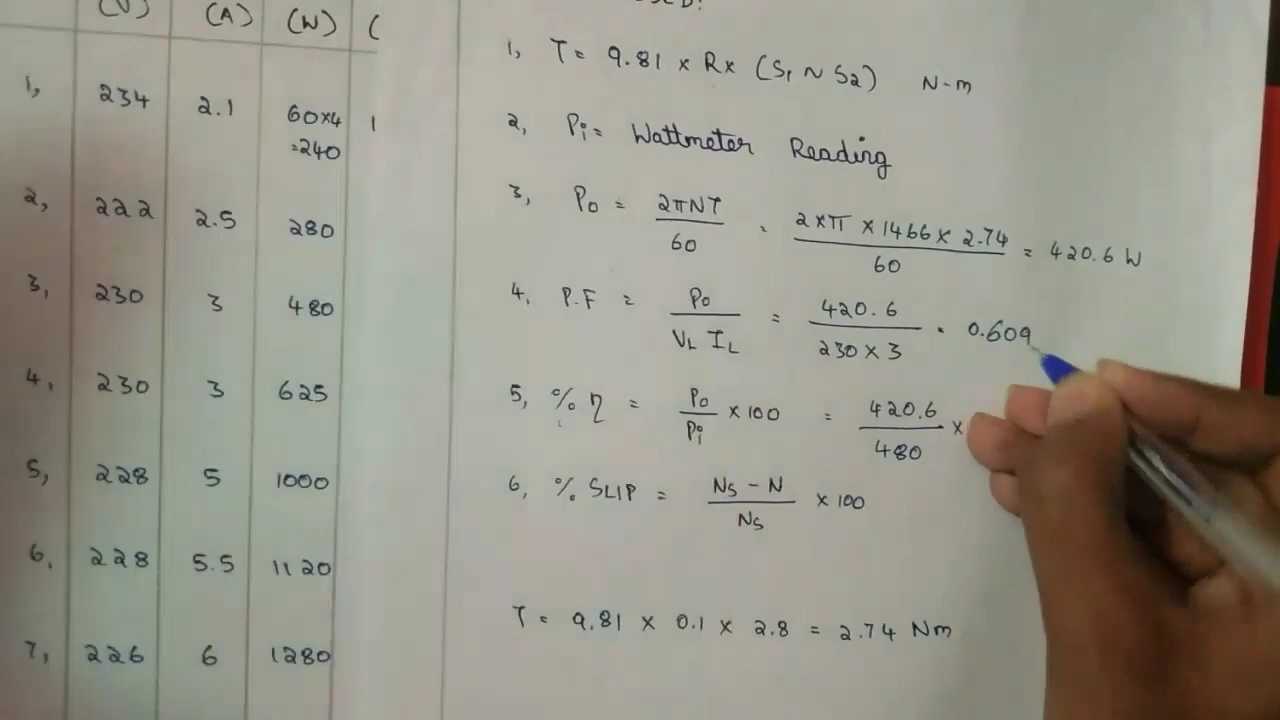 (V) (A) (W) (
1, 234 2.1 60×4 =240 1
2, 222 2.5 280
3, 230 3 480
4, 230 3 625
5, 228 5 1000
6, 228 5.5 1120
7, 226 6 1280
1, T = 9.81 × R× (S1 ~ S2) N-m
2, Pi = Wattmeter Reading
3, Po = 2πNT/60 = 2×π×1466×2.74/60 = 420.6 W
4. P.F = Po/VL IL = 420.6/230×3 = 0.609
5, % η = Po/Pi × 100 = 420.6/480 ×
6, % SLIP = Ns - N/Ns × 100
T = 9.81 × 0.1 × 2.8 = 2.74 Nm